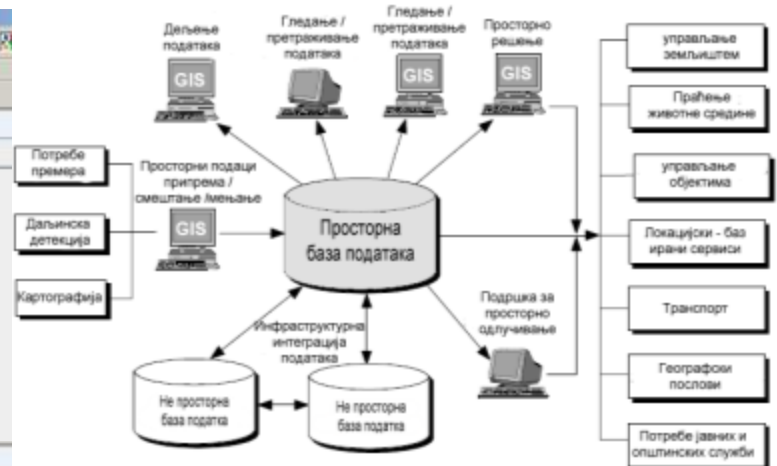 Дељење
података
Гледање /
претраживање
података
Гледање /
претраживање
података
Просторно
решење
GIS
GIS
GIS
Потребе
премера
Даљинска
детекција
Картографија
Просторни подаци
припрема /
смештање /мењање
GIS
Просторна
база података
Инфраструктурна
интеграција
података
Не просторна
база податка
Не просторна
база податка
Подршка за
просторно
одлучивање
управљање
земљиштем
Праћење
животне средине
управљање
објектима
Локацијски - баз
ирани сервиси
Транспорт
Географски
послови
Потребе јавних и
општинских служби